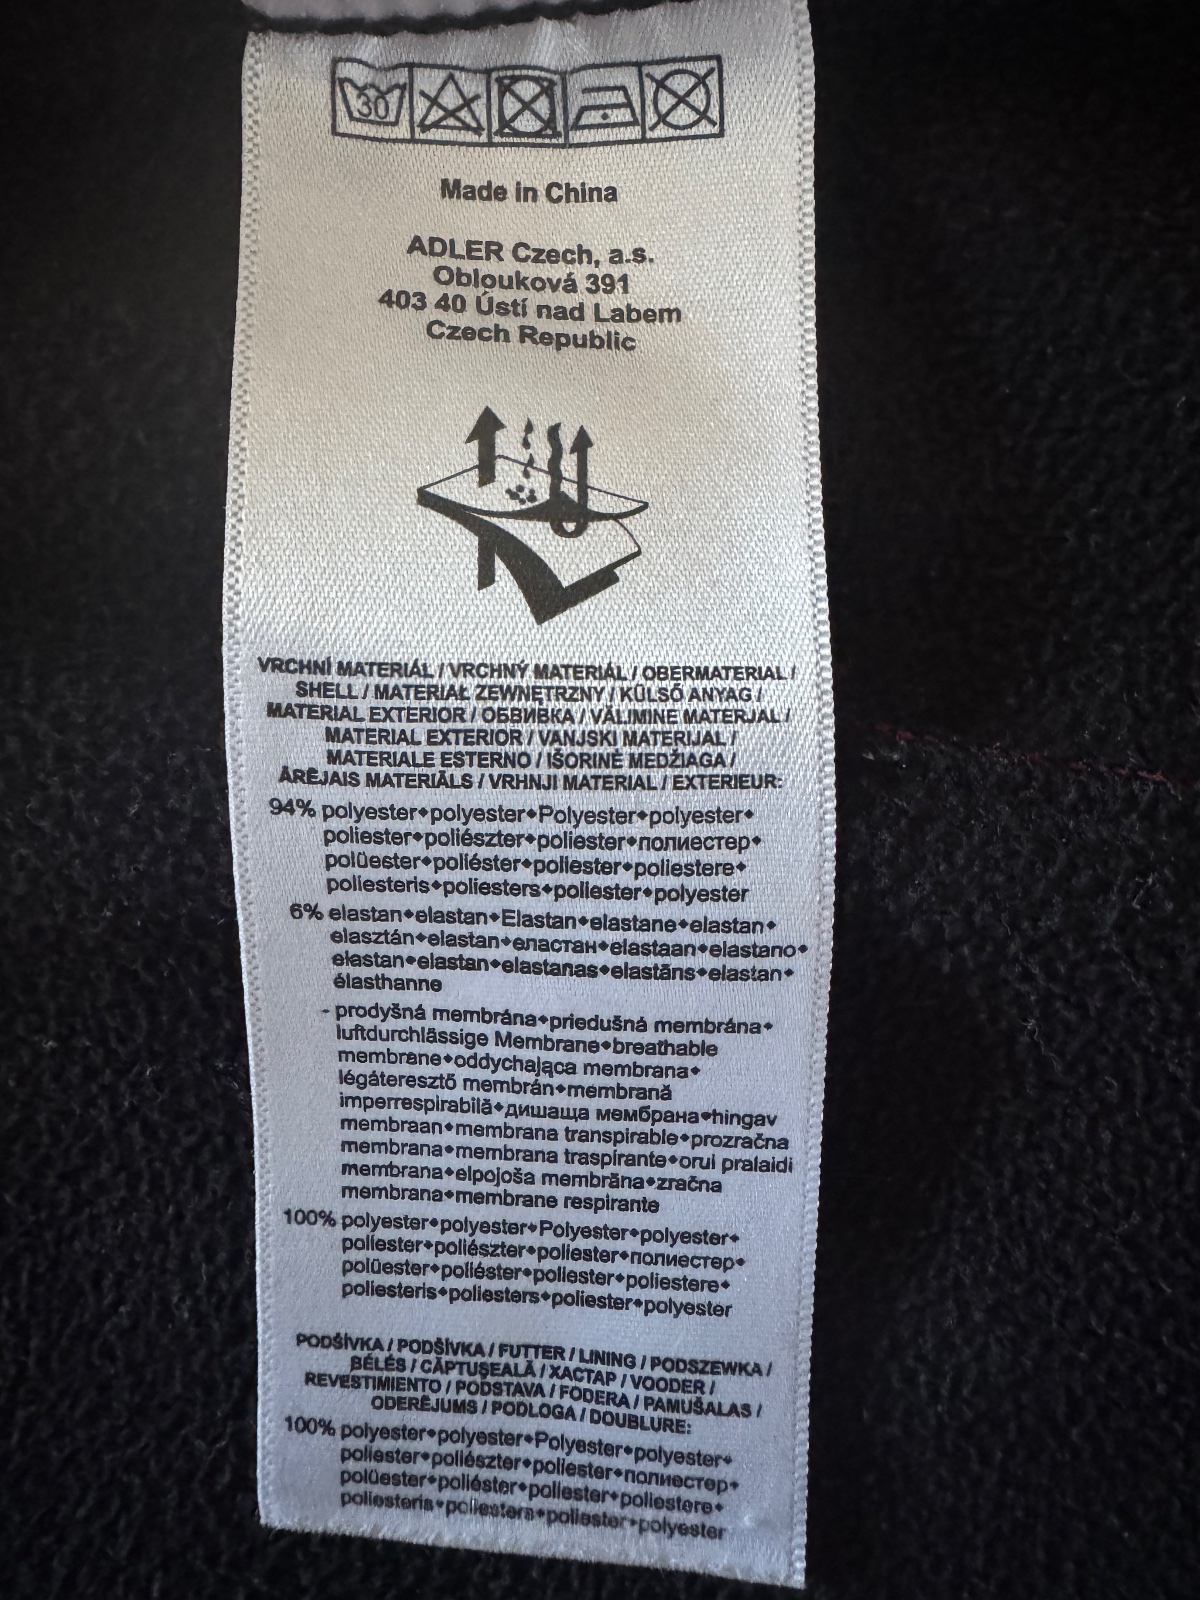 30
Made in China
ADLER Czech, a.s.
Oblouková 391
403 40 Ústí nad Labem
Czech Republic
VRCHNÍ MATERIÁL / VRCHNÝ MATERIÁL / OBERMATERIAL /
SHELL / MATERIAŁ ZEWNĘTRZNY / KÜLSŐ ANYAG /
MATERIAL EXTERIOR / ОБВИВКА / VÄLIMINE MATERJAL /
MATERIAL EXTERIOR / VANJSKI MATERIJAL /
MATERIALE ESTERNO / IŠORINĖ MEDŽIAGA /
ĀRĒJAIS MATERIĀLS / VRHNJI MATERIAL / EXTERIEUR:
94% polyester•polyester•Polyester•polyester•
poliester•poliészter•poliester•полиестер•
polüester•poliéster•poliester•poliestere•
poliesteris•poliesters•poliester•polyester
6% elastan•elastan•Elastan•elastane•elastan•
elasztán•elastan•еластан•elastaan•elastano•
elastan•elastan•elastanas•elastāns•elastan•
élasthanne
- prodyšná membrána•priedušná membrána•
luftdurchlässige Membrane•breathable
membrane•oddychająca membrana•
légáteresztő membrán•membrană
imperrespirabilă•дишаща мембрана•hingav
membraan•membrana transpirable•prozračna
membrana•membrana traspirante•orui pralaidi
membrana•elpojoša membrāna•zračna
membrana•membrane respirante
100% polyester•polyester•Polyester•polyester•
poliester•poliészter•poliester•полиестер•
polüester•poliéster•poliester•poliestere•
poliesteris•poliesters•poliester•polyester
PODŠÍVKA / PODŠÍVKA / FUTTER / LINING / PODSZEWKA /
BÉLÉS / CĂPTUŞEALĂ / ХАСТАР / VOODER /
REVESTIMIENTO / PODSTAVA / FODERA / PAMUŠALAS /
ODERĒJUMS / PODLOGA / DOUBLURE:
100% polyester•polyester•Polyester•polyester•
poliester•poliészter•poliester•полиестер•
polüester•poliéster•poliester•poliestere•
poliesteris•poliesters•poliester•polyester